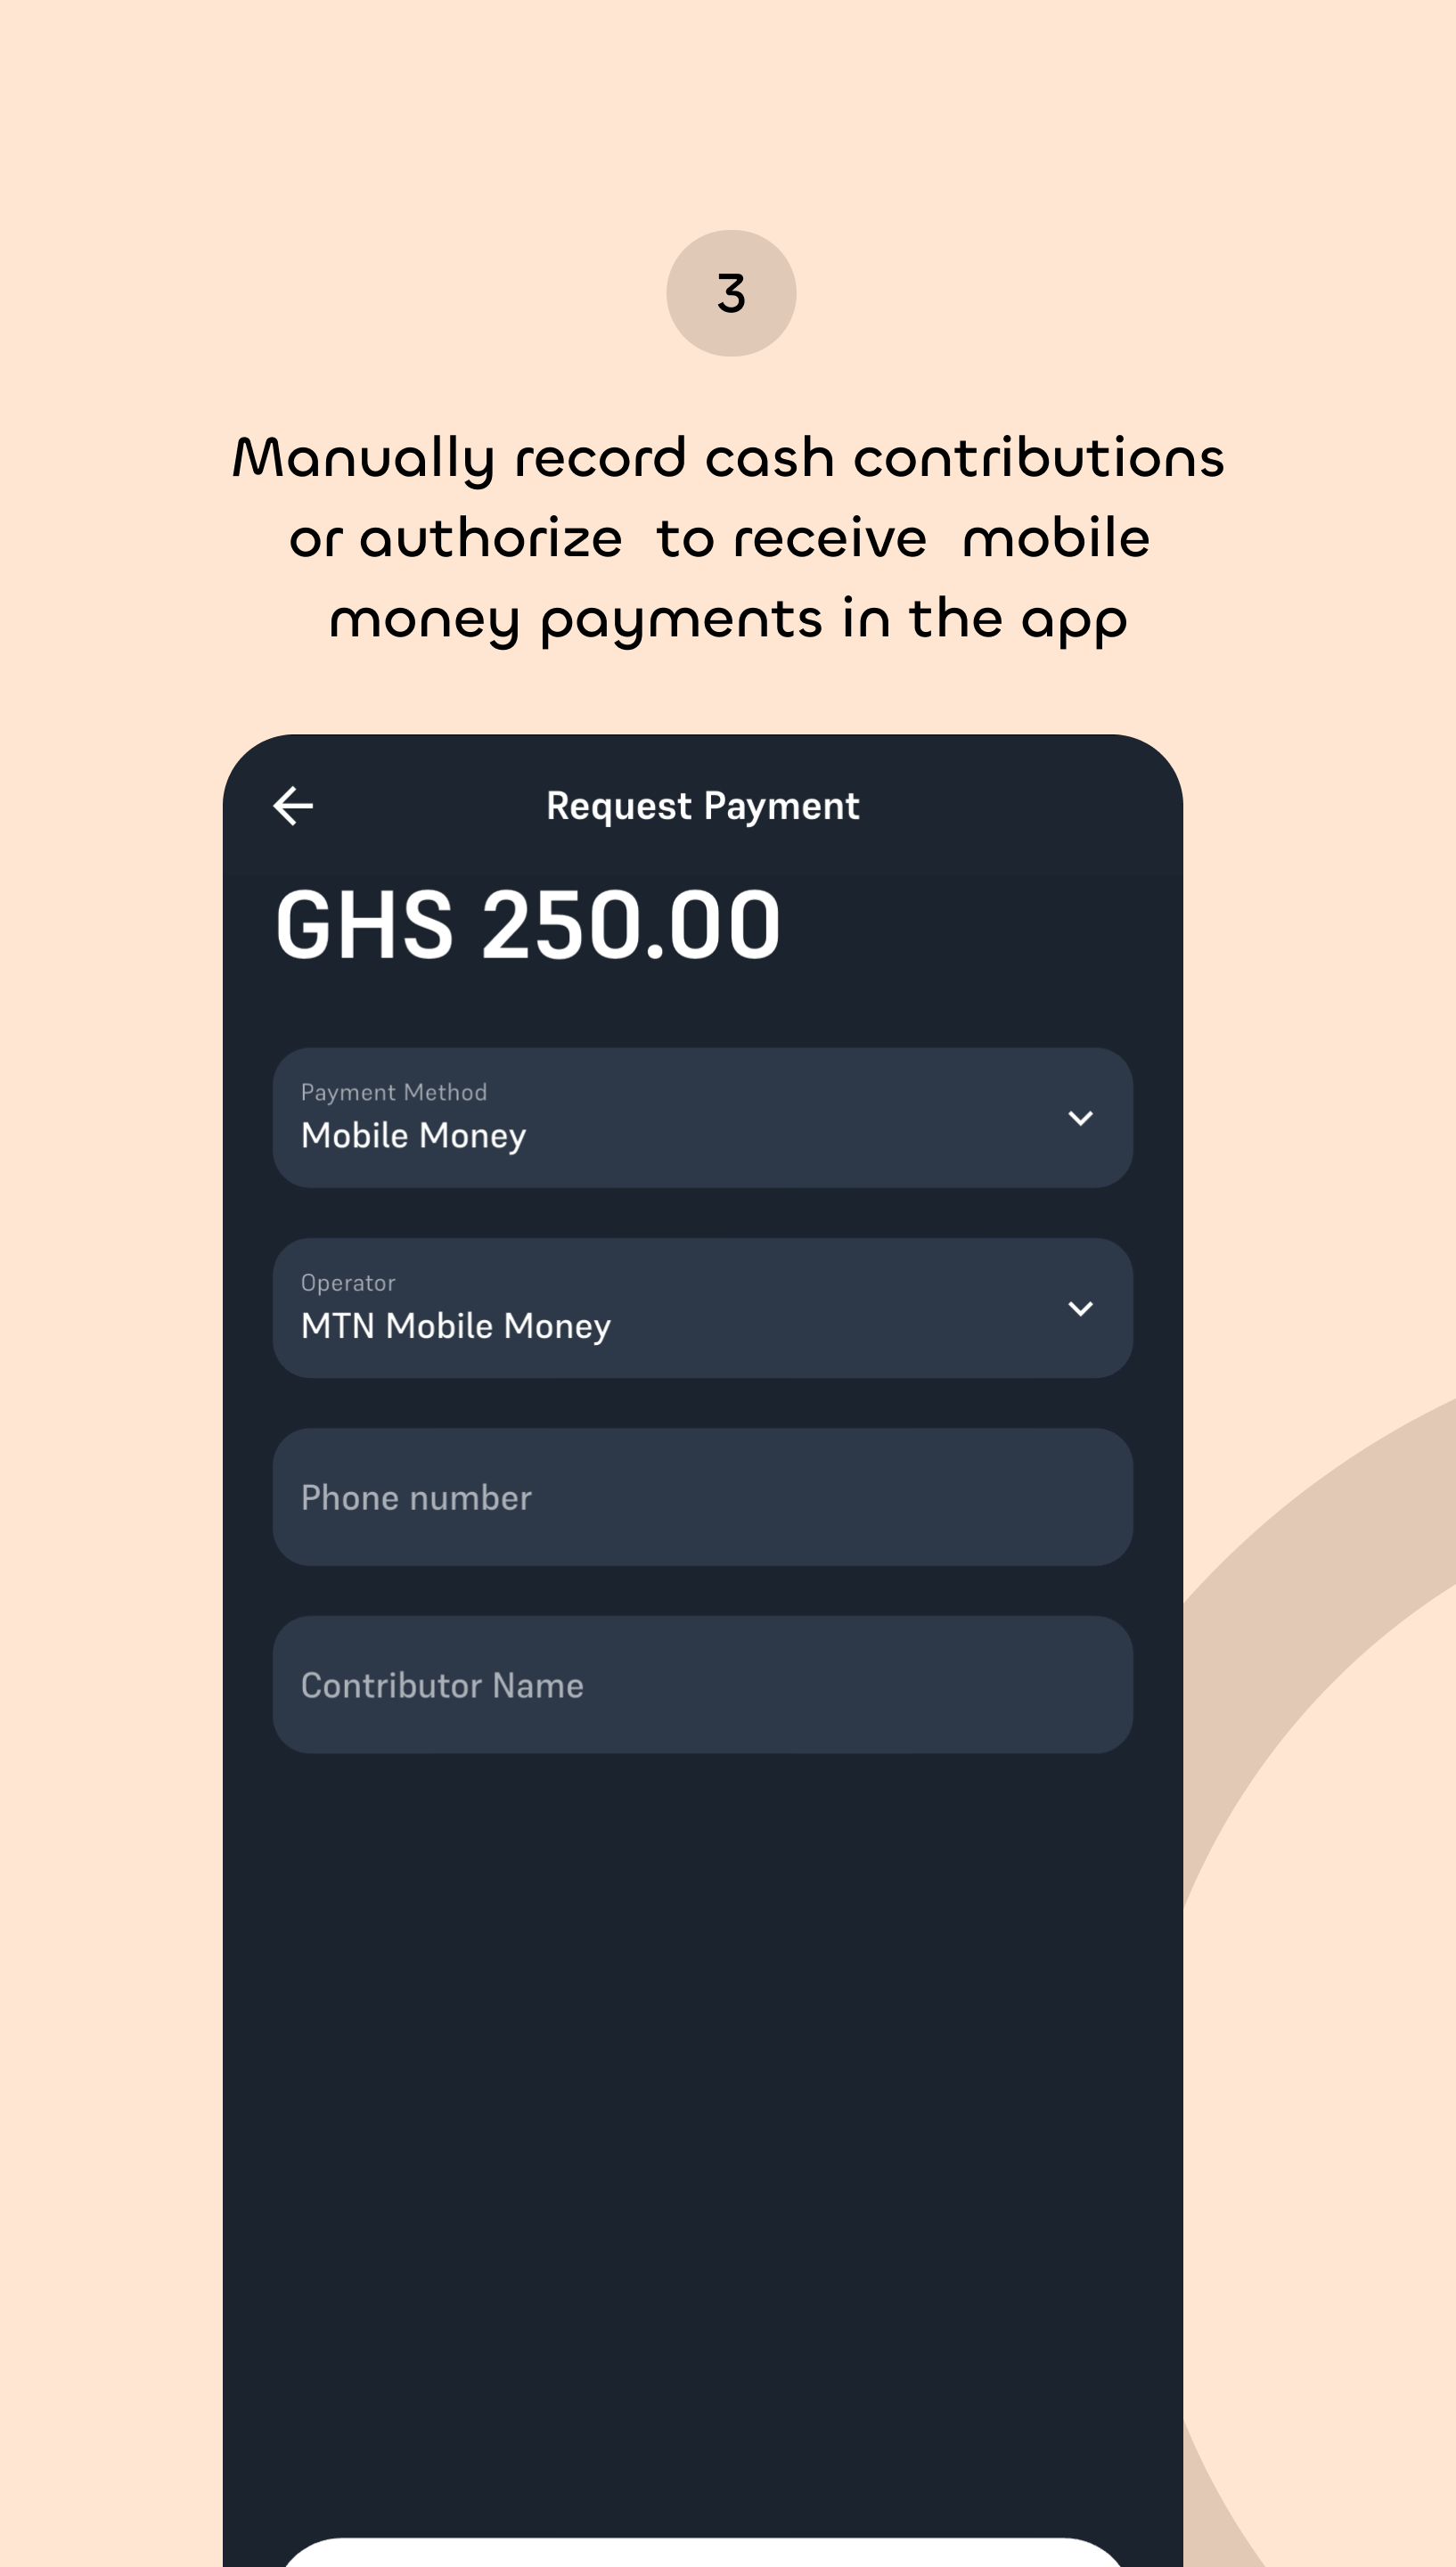 3
Manually record cash contributions
or authorize  to receive  mobile
money payments in the app
Request Payment
GHS 250.00
Payment Method
Mobile Money
Operator
MTN Mobile Money
Phone number
Contributor Name